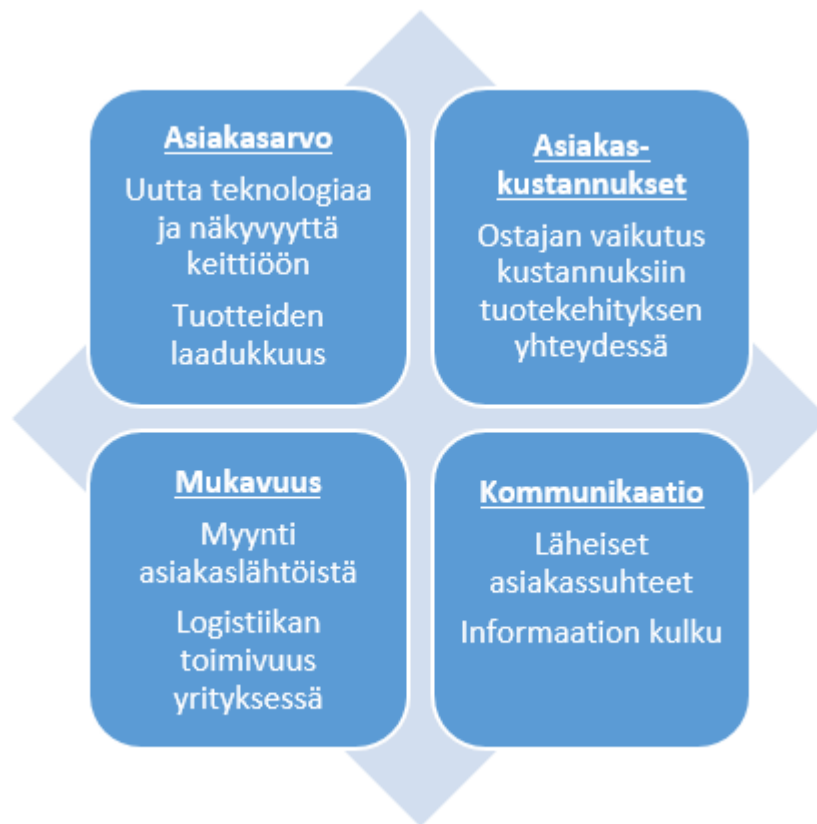 Asiakasarvo
Uutta teknologiaa
ja näkyvyyttä
keittiöön
Tuotteiden
laadukkuus
Asiakas-
kustannukset
Ostajan vaikutus
kustannuksiin
tuotekehityksen
yhteydessä
Mukavuus
Myynti
asiakaslähtöistä
Logistiikan
toimivuus
yrityksessä
Kommunikaatio
Läheiset
asiakassuhteet
Informaation kulku